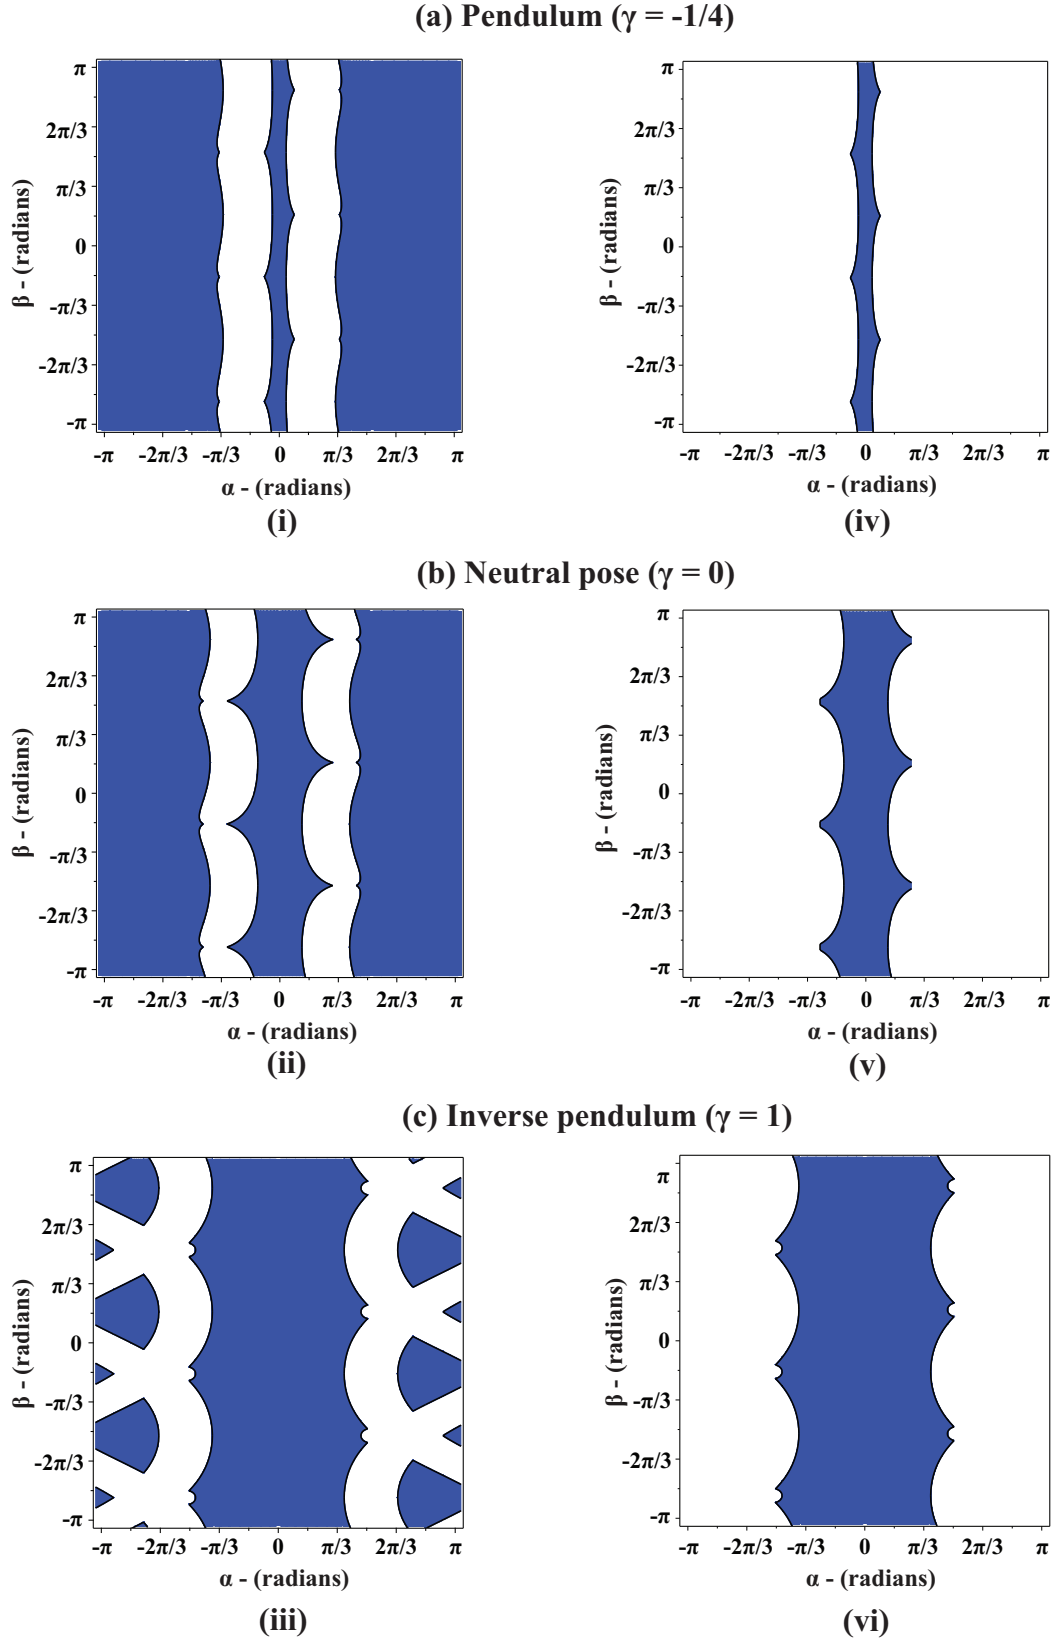 (a) Pendulum (γ = -1/4)
π
2π/3
π/3
0
-π/3
-2π/3
-π
β - (radians)
-π -2π/3 -π/3 0 π/3 2π/3 π
α - (radians)
(i)
π
2π/3
π/3
0
-π/3
-2π/3
-π
β - (radians)
-π -2π/3 -π/3 0 π/3 2π/3 π
α - (radians)
(iv)
(b) Neutral pose (γ = 0)
π
2π/3
π/3
0
-π/3
-2π/3
-π
β - (radians)
-π -2π/3 -π/3 0 π/3 2π/3 π
α - (radians)
(ii)
π
2π/3
π/3
0
-π/3
-2π/3
-π
β - (radians)
-π -2π/3 -π/3 0 π/3 2π/3 π
α - (radians)
(v)
(c) Inverse pendulum (γ = 1)
π
2π/3
π/3
0
-π/3
-2π/3
-π
β - (radians)
-π -2π/3 -π/3 0 π/3 2π/3 π
α - (radians)
(iii)
π
2π/3
π/3
0
-π/3
-2π/3
-π
β - (radians)
-π -2π/3 -π/3 0 π/3 2π/3 π
α - (radians)
(vi)